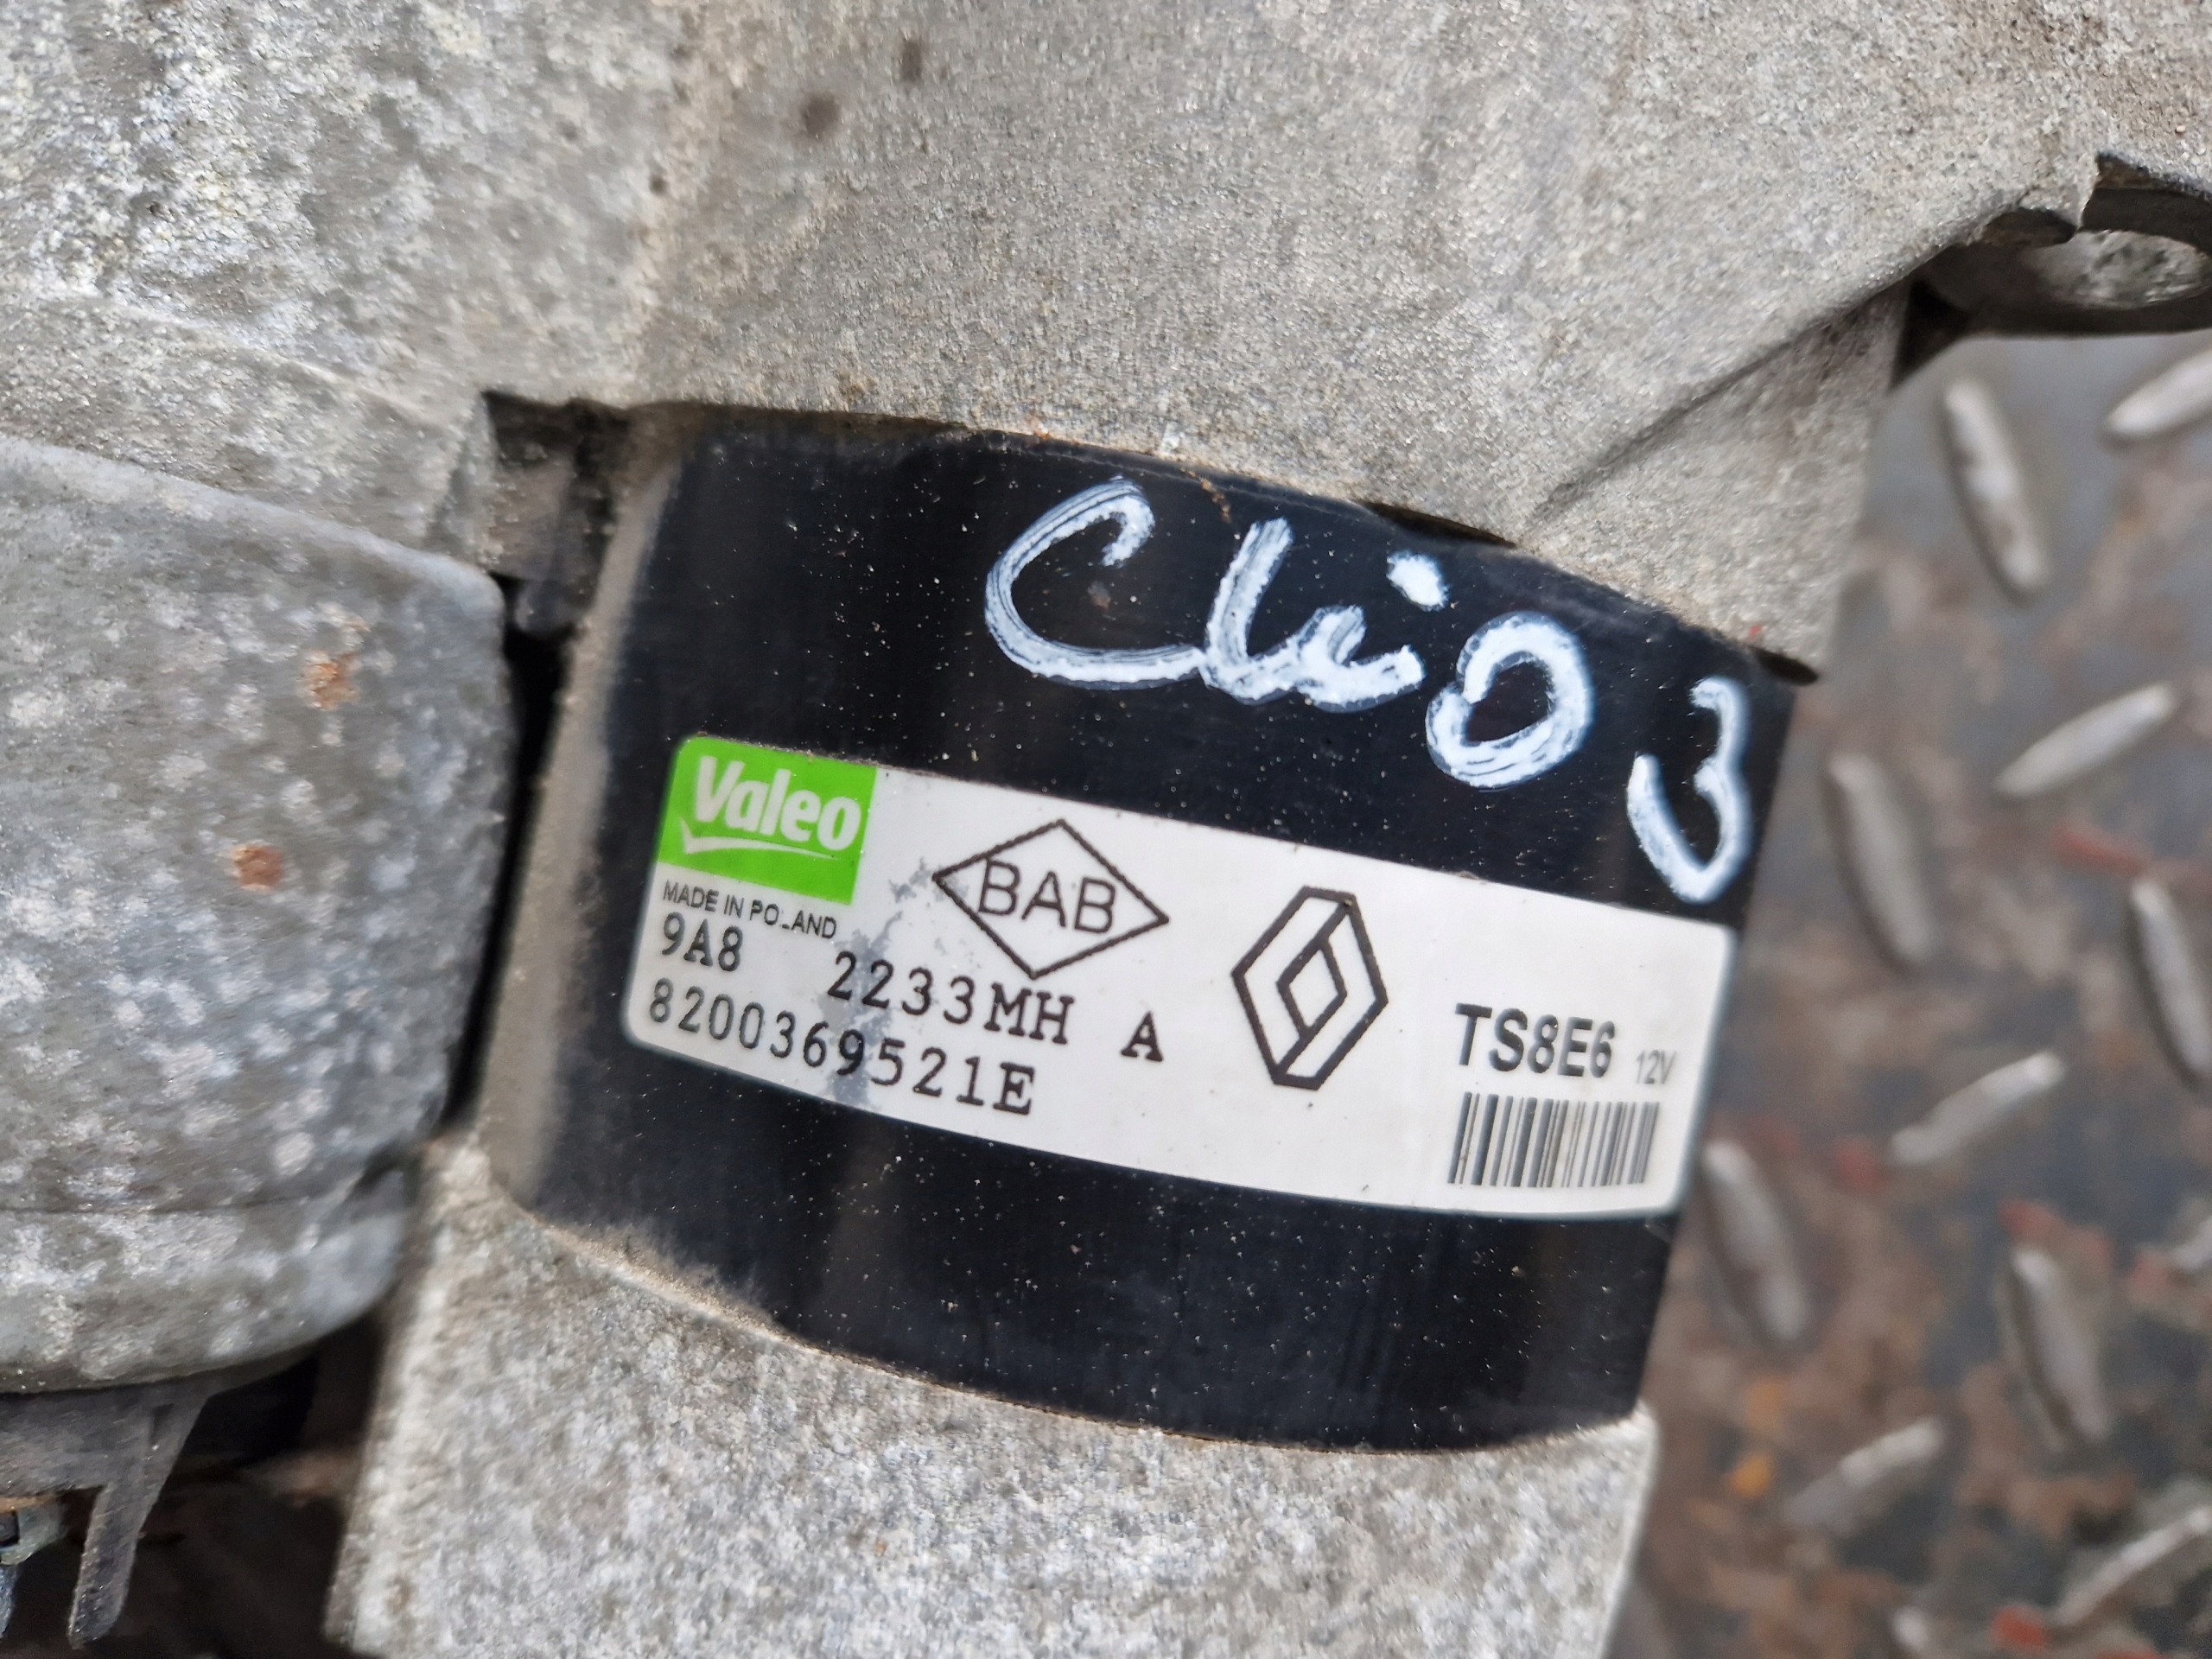 Clio 3
Valeo
MADE IN POLAND
BAB
9A8 2233MH A
8200369521E
TS8E6 12V